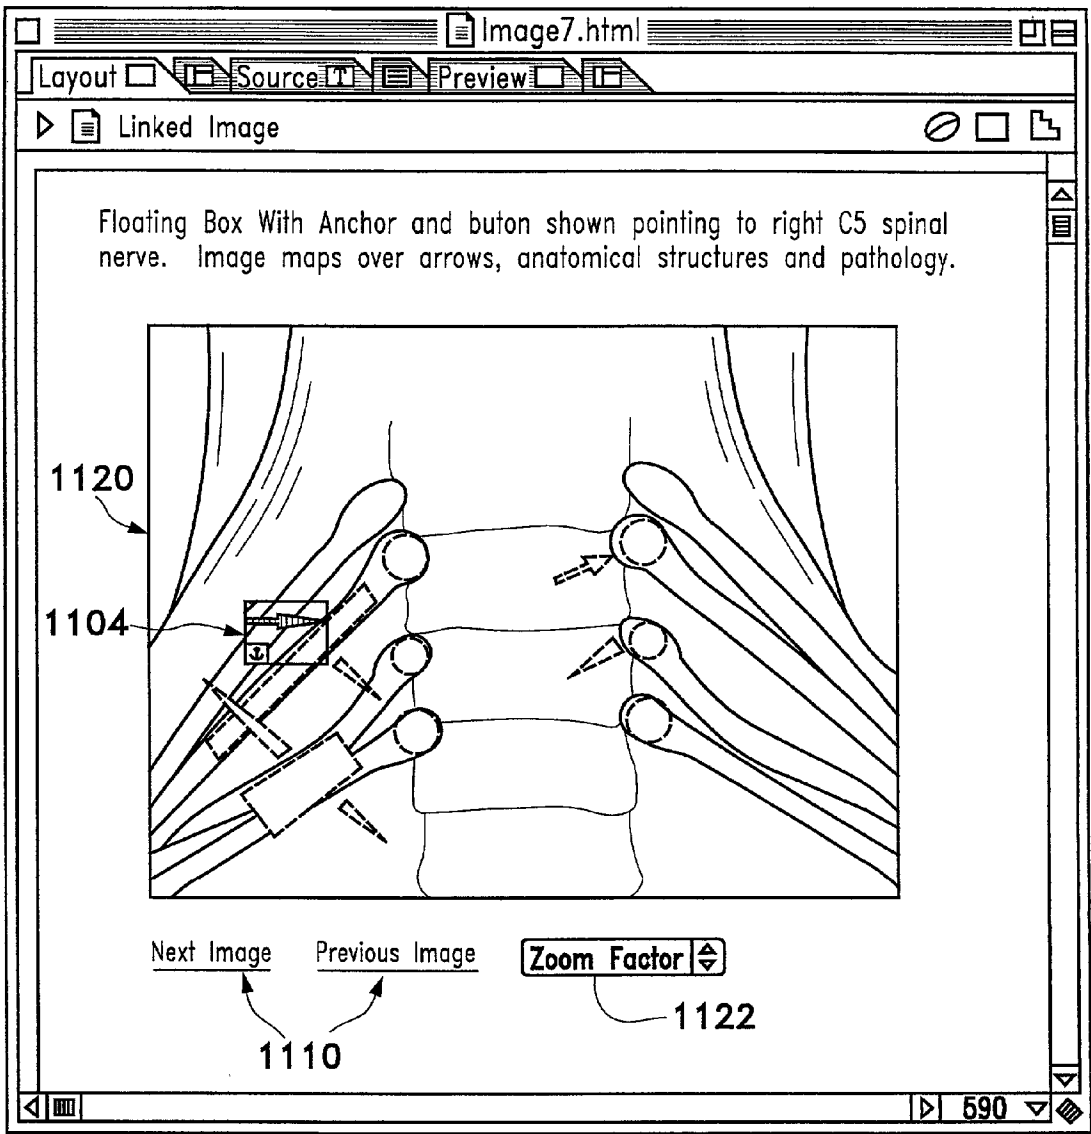 Image7.html
Layout Source T Preview
Linked Image
Floating Box With Anchor and buton shown pointing to right C5 spinal
nerve. Image maps over arrows, anatomical structures and pathology.
1120
1104
Next Image Previous Image Zoom Factor
1122
1110
590